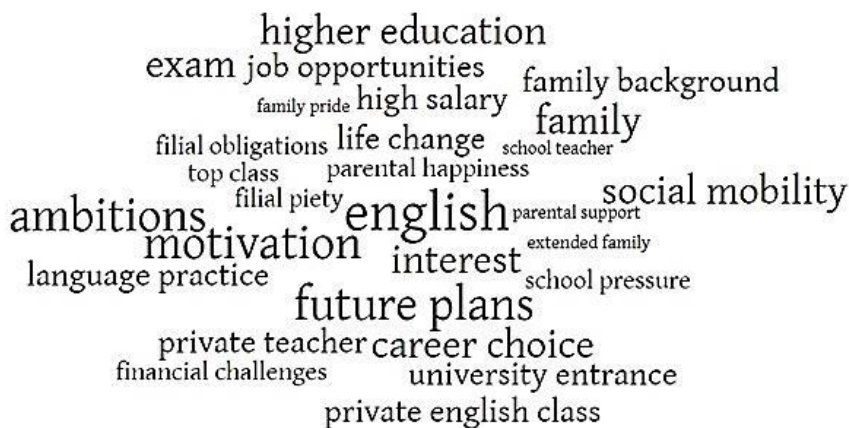 higher education
exam job opportunities
family background
family pride high salary
family
filial obligations life change
school teacher
top class parental happiness
filial piety
social mobility
ambitions english parental support
motivation
extended family
interest
language practice
school pressure
future plans
private teacher career choice
financial challenges
university entrance
private english class